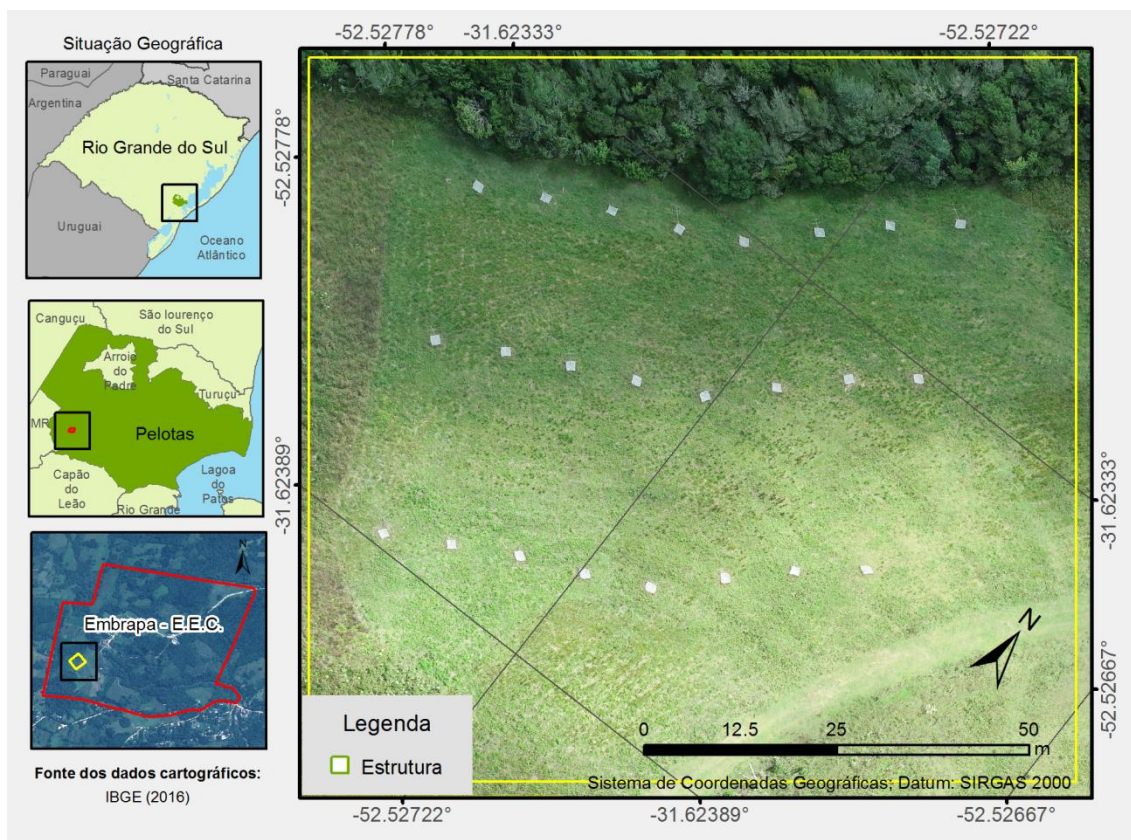 Situação Geográfica
Paraguai
Santa Catarina
Argentina
Rio Grande do Sul
Uruguai
Oceano
Atlântico
Canguçu
São lourenço
do Sul
Arroio
do
Padre
Turuçu
MR
Pelotas
Capão
do
Leão
Lagoa
do
Patos
Rio Grande
N
Embrapa - E.E.C.
Fonte dos dados cartográficos:
IBGE (2016)
-52.52778°
-31.62333°
-52.52722°
-52.52778°
-31.62389°
-31.62333°
-52.52667°
N
Legenda
Estrutura
0 12.5 25 50
m
Sistema de Coordenadas Geográficas; Datum: SIRGAS 2000
-52.52722°
-31.62389°
-52.52667°